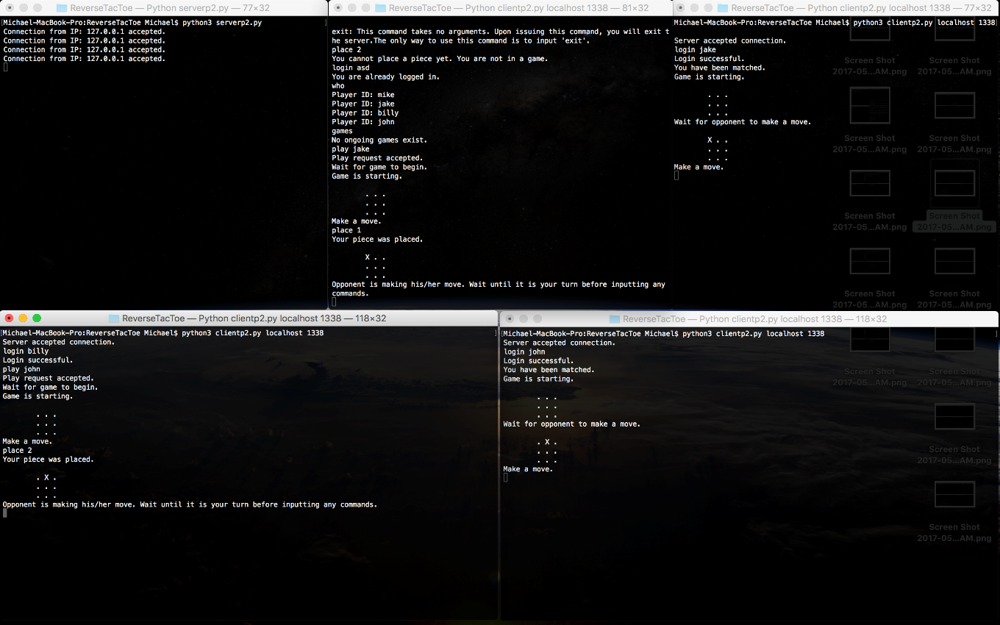 ReverseTacToe — Python serverp2.py — 77×32
[Michael-MacBook-Pro:ReverseTacToe Michael$ python3 serverp2.py ]
Connection from IP: 127.0.0.1 accepted.
Connection from IP: 127.0.0.1 accepted.
Connection from IP: 127.0.0.1 accepted.
Connection from IP: 127.0.0.1 accepted.
ReverseTacToe — Python clientp2.py localhost 1338 — 81×32
exit: This command takes no arguments. Upon issuing this command, you will exit t
he server.The only way to use this command is to input 'exit'.
place 2
You cannot place a piece yet. You are not in a game.
login asd
You are already logged in.
who
Player ID: mike
Player ID: jake
Player ID: billy
Player ID: john
games
No ongoing games exist.
play jake
Play request accepted.
Wait for game to begin.
Game is starting.
. . .
. . .
. . .
Make a move.
place 1
Your piece was placed.
X . .
. . .
. . .
Opponent is making his/her move. Wait until it is your turn before inputting any
commands.
ReverseTacToe — Python clientp2.py localhost 1338 — 77×32
[Michael-MacBook-Pro:ReverseTacToe Michael$ python3 clientp2.py localhost 1338]
Server accepted connection.
login jake
Login successful.
You have been matched.
Game is starting.
. . .
. . .
. . .
Wait for opponent to make a move.
X . .
. . .
. . .
Make a move.
Screen Shot
2017-05...AM.png
Screen Shot
2017-05...AM.png
Screen Shot
2017-05...AM.png
Screen Shot
2017-05...AM.png
Screen Shot
2017-05...AM.png
Screen Shot
2017-05...AM.png
Screen Shot
2017-05...AM.png
Screen Shot
2017-05...AM.png
ReverseTacToe — Python clientp2.py localhost 1338 — 118×32
[Michael-MacBook-Pro:ReverseTacToe Michael$ python3 clientp2.py localhost 1338 ]
Server accepted connection.
login billy
Login successful.
play john
Play request accepted.
Wait for game to begin.
Game is starting.
. . .
. . .
. . .
Make a move.
place 2
Your piece was placed.
. X .
. . .
. . .
Opponent is making his/her move. Wait until it is your turn before inputting any commands.
ReverseTacToe — Python clientp2.py localhost 1338 — 118×32
[Michael-MacBook-Pro:ReverseTacToe Michael$ python3 clientp2.py localhost 1338 ]
Server accepted connection.
login john
Login successful.
You have been matched.
Game is starting.
. . .
. . .
. . .
Wait for opponent to make a move.
. X .
. . .
. . .
Make a move.
Screen Shot
2017-05...AM.png
Screen Shot
2017-05...AM.png
Screen Shot
2017-05...AM.png
Screen Shot
2017-05...AM.png